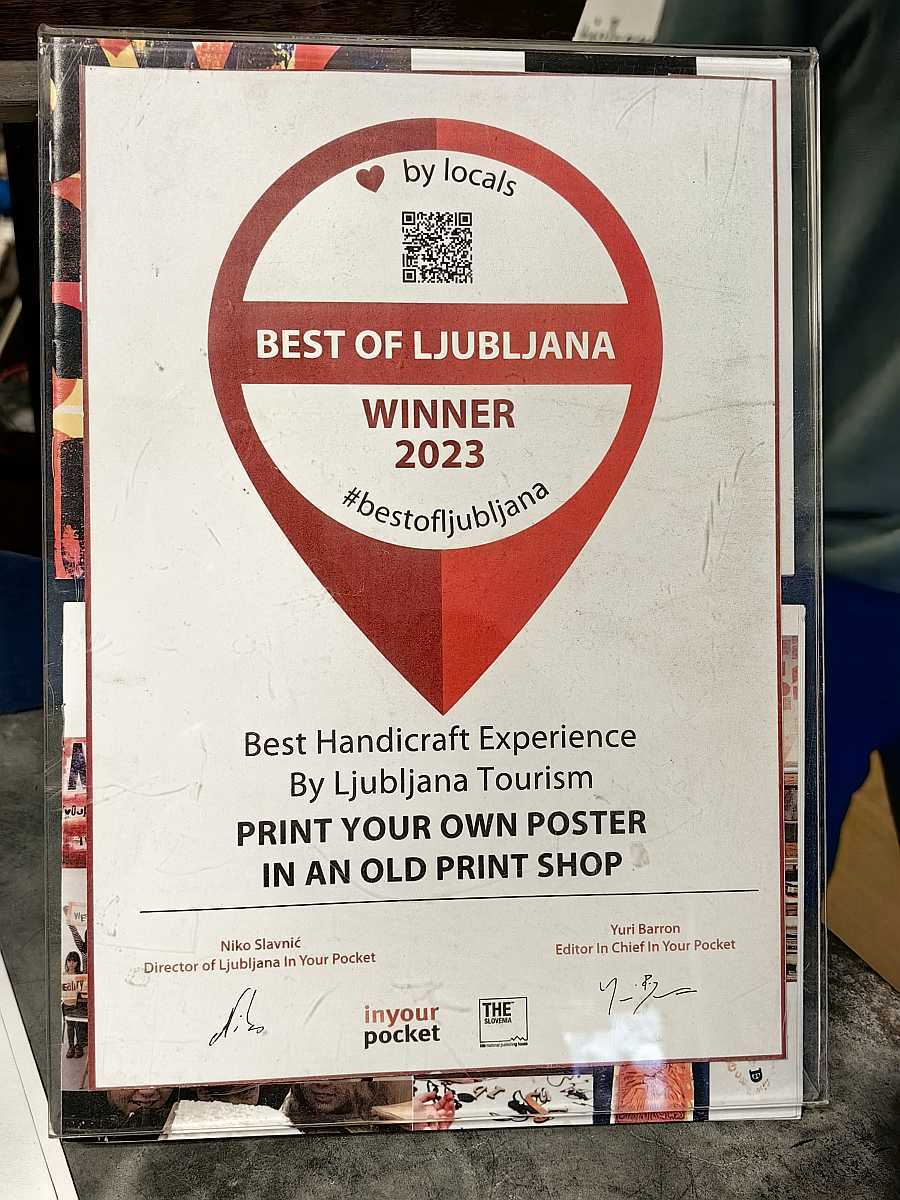 by locals
BEST OF LJUBLJANA
WINNER
2023
#bestofljubljana
Best Handicraft Experience
By Ljubljana Tourism
PRINT YOUR OWN POSTER
IN AN OLD PRINT SHOP
Niko Slavnić
Director of Ljubljana In Your Pocket
Yuri Barron
Editor In Chief In Your Pocket
Niko
inyour
pocket
THE
SLOVENIA